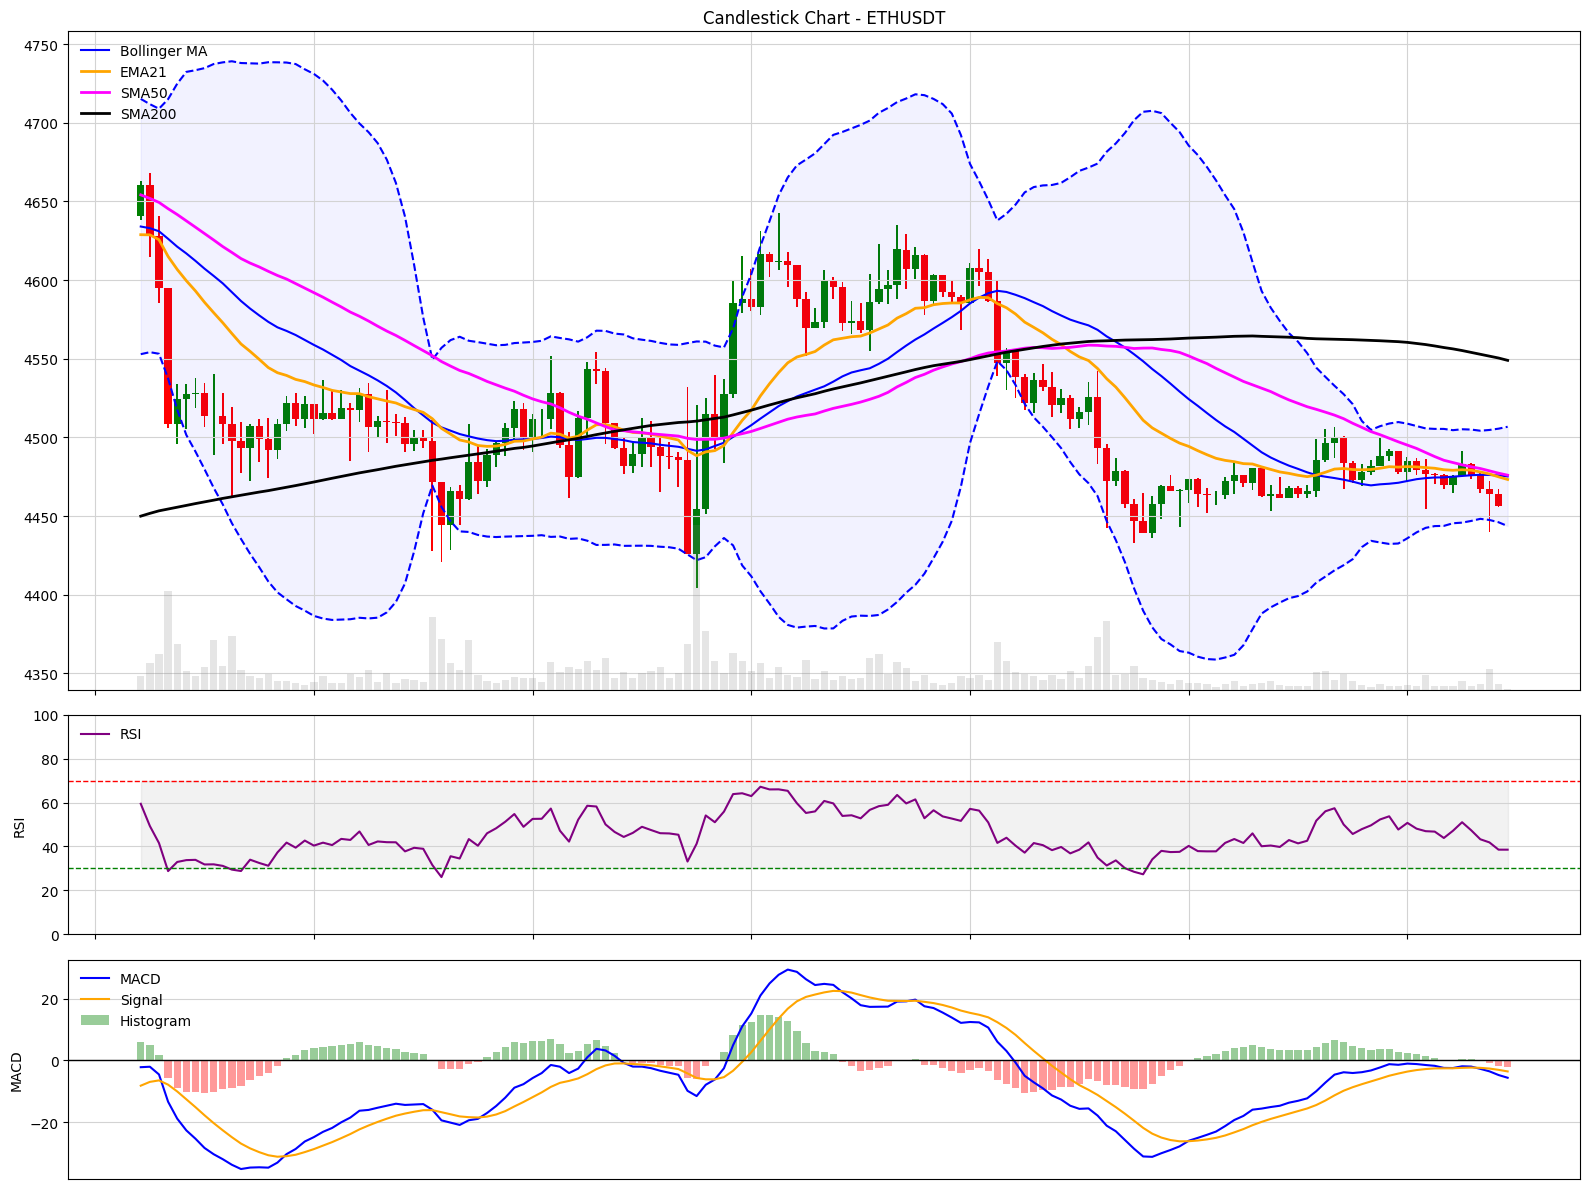 Candlestick Chart - ETHUSDT
Bollinger MA
EMA21
SMA50
SMA200
4750
4700
4650
4600
4550
4500
4450
4400
4350
RSI
100
80
60
40
20
0
RSI
MACD
Signal
Histogram
20
0
−20
MACD